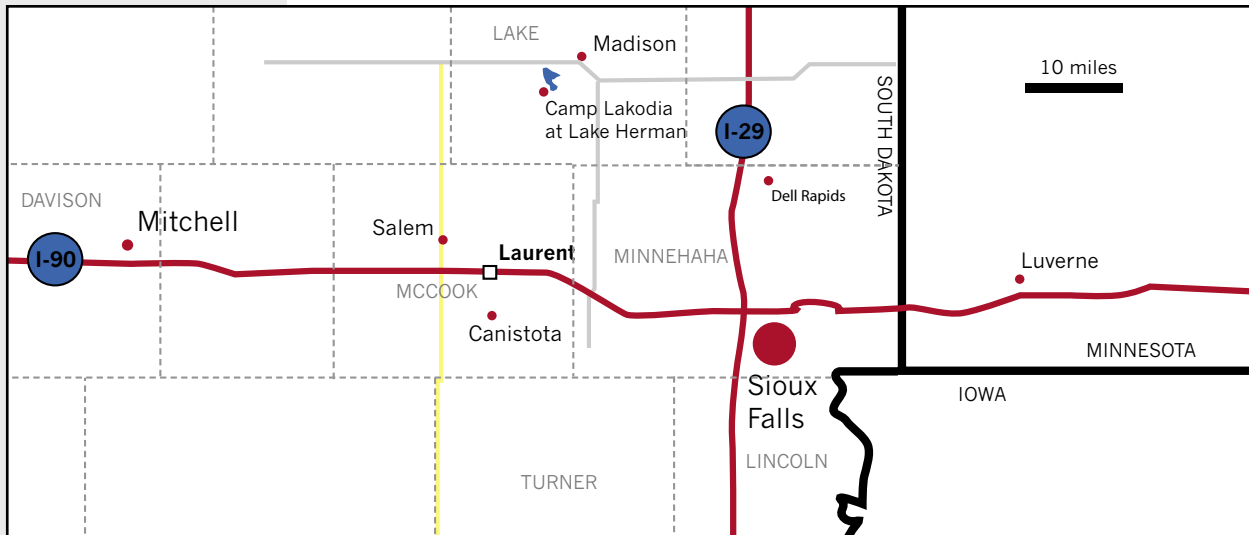 LAKE
Madison
10 miles
Camp Lakodia
at Lake Herman
I-29
SOUTH DAKOTA
DAVISON
Dell Rapids
Mitchell
Salem
Laurent
MINNEHAHA
I-90
Luverne
MCCOOK
Canistota
MINNESOTA
Sioux
Falls
IOWA
LINCOLN
TURNER